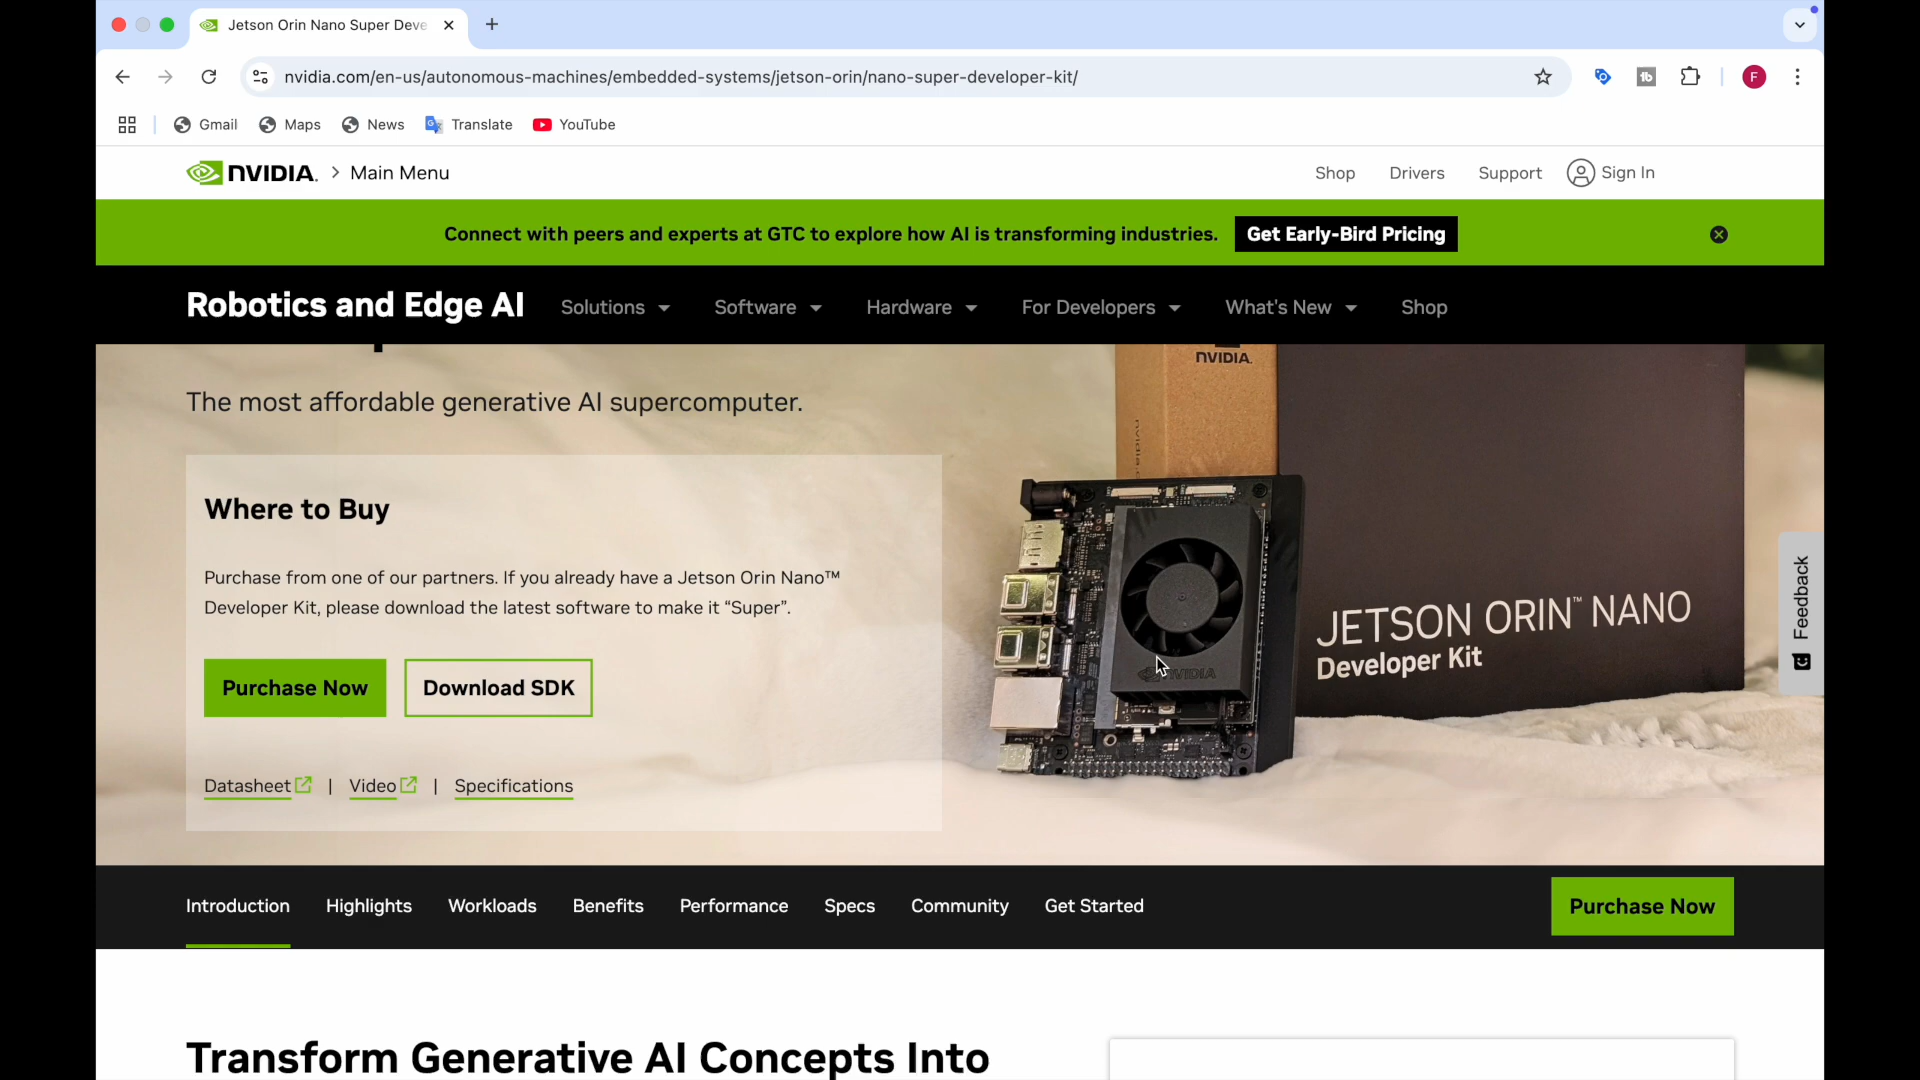 Jetson Orin Nano Super Deve
nvidia.com/en-us/autonomous-machines/embedded-systems/jetson-orin/nano-super-developer-kit/
F
Gmail
Maps
News
Translate
YouTube
NVIDIA.
Main Menu
Shop
Drivers
Support
Sign In
Connect with peers and experts at GTC to explore how AI is transforming industries.
Get Early-Bird Pricing
Robotics and Edge AI
Solutions
Software
Hardware
For Developers
What's New
Shop
NVIDIA.
The most affordable generative AI supercomputer.
Where to Buy
Purchase from one of our partners. If you already have a Jetson Orin Nano™
Developer Kit, please download the latest software to make it “Super”.
Purchase Now
Download SDK
Datasheet | Video | Specifications
NVIDIA
JETSON ORIN™ NANO
Developer Kit
Feedback
Introduction
Highlights
Workloads
Benefits
Performance
Specs
Community
Get Started
Purchase Now
Transform Generative AI Concepts Into